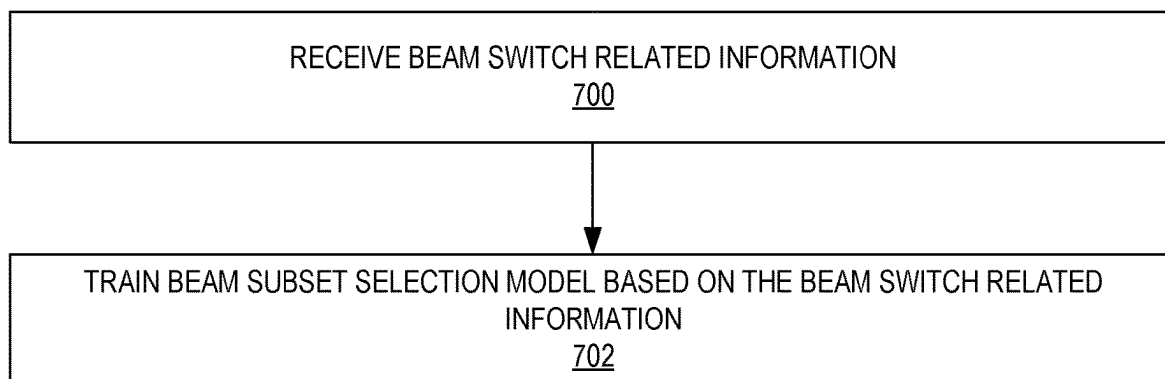 RECEIVE BEAM SWITCH RELATED INFORMATION
700
TRAIN BEAM SUBSET SELECTION MODEL BASED ON THE BEAM SWITCH RELATED
INFORMATION
702